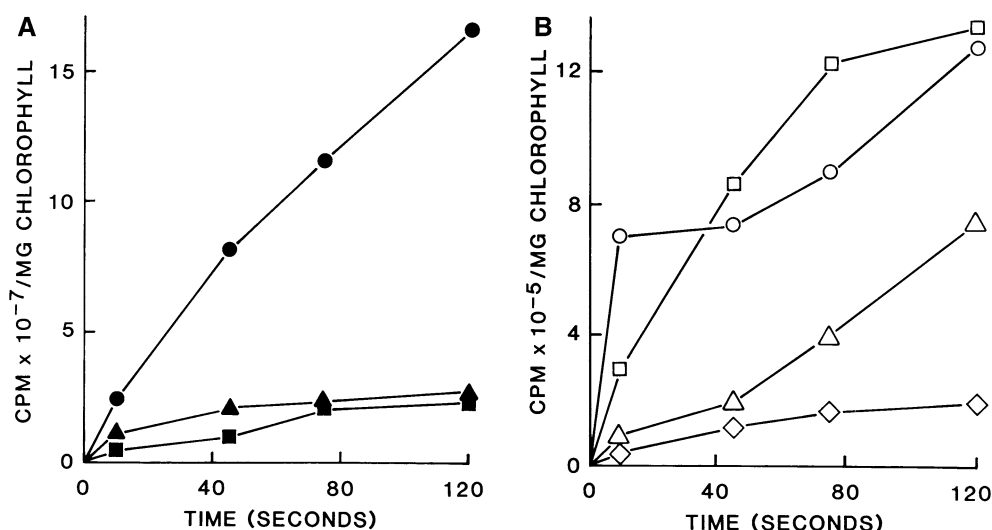 A
CPM x 10⁻⁷/MG CHLOROPHYLL
15
10
5
0
0 40 80 120
TIME (SECONDS)
B
CPM x 10⁻⁵/MG CHLOROPHYLL
12
8
4
0
0 40 80 120
TIME (SECONDS)